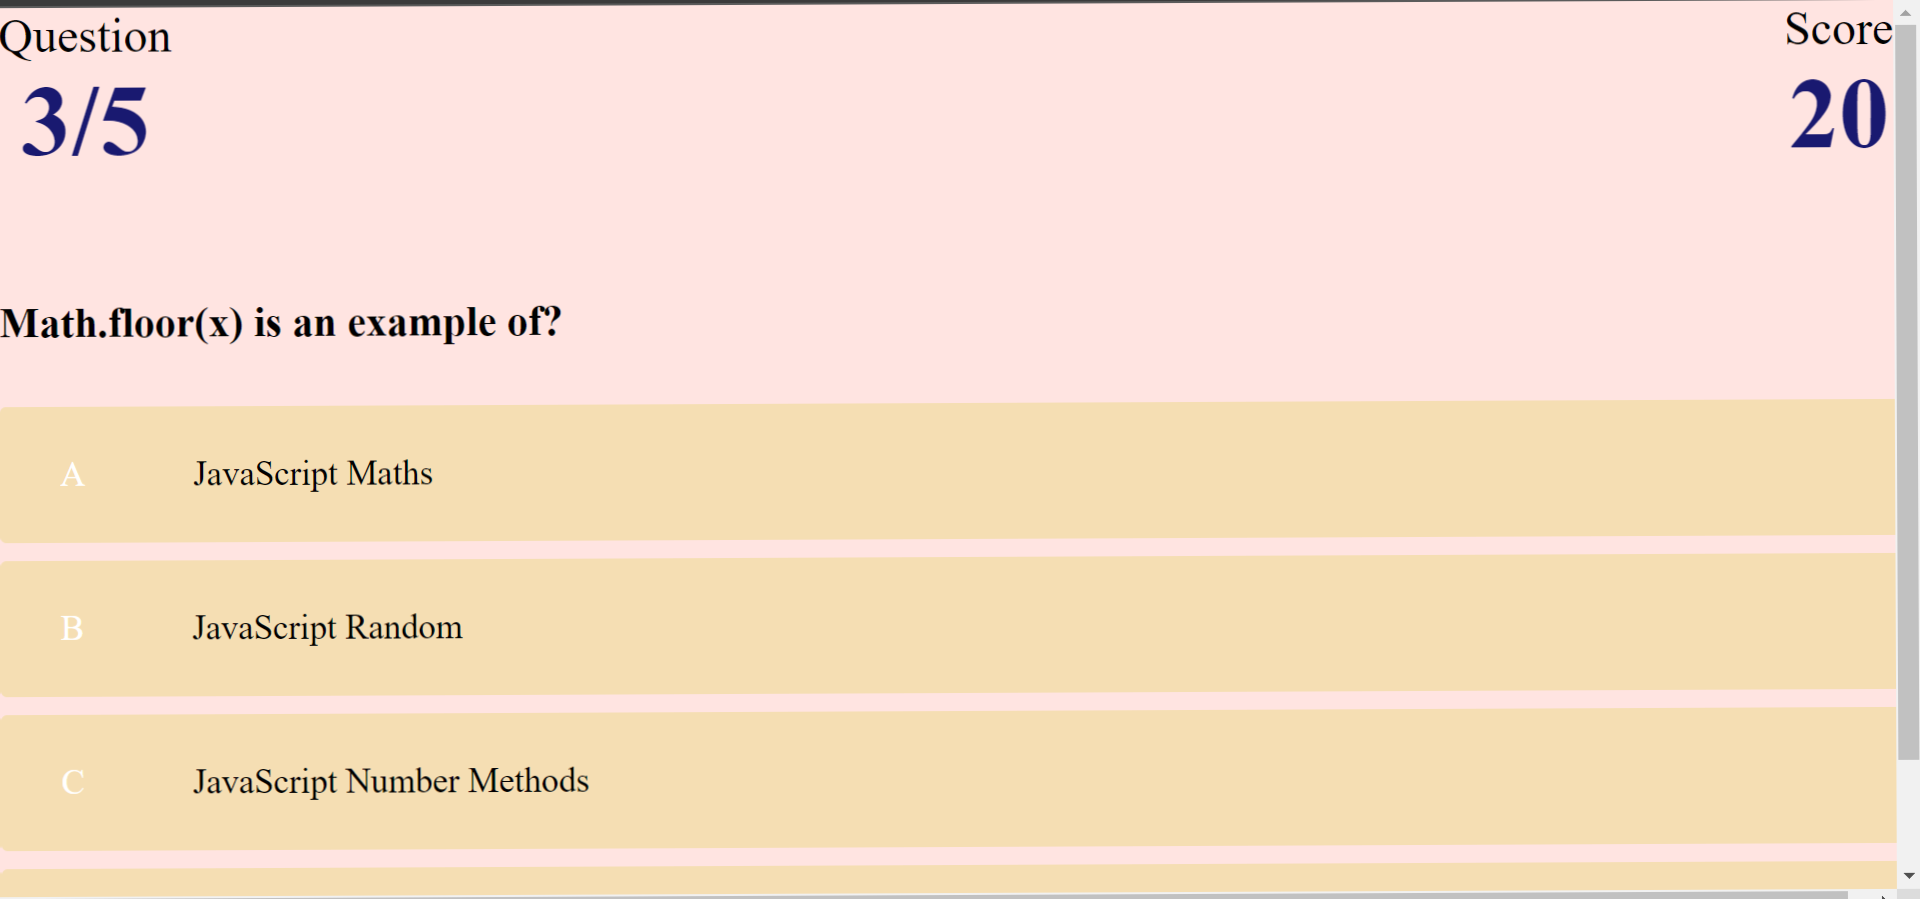 Question
Score
3/5
20
Math.floor(x) is an example of?
A JavaScript Maths
B JavaScript Random
C JavaScript Number Methods